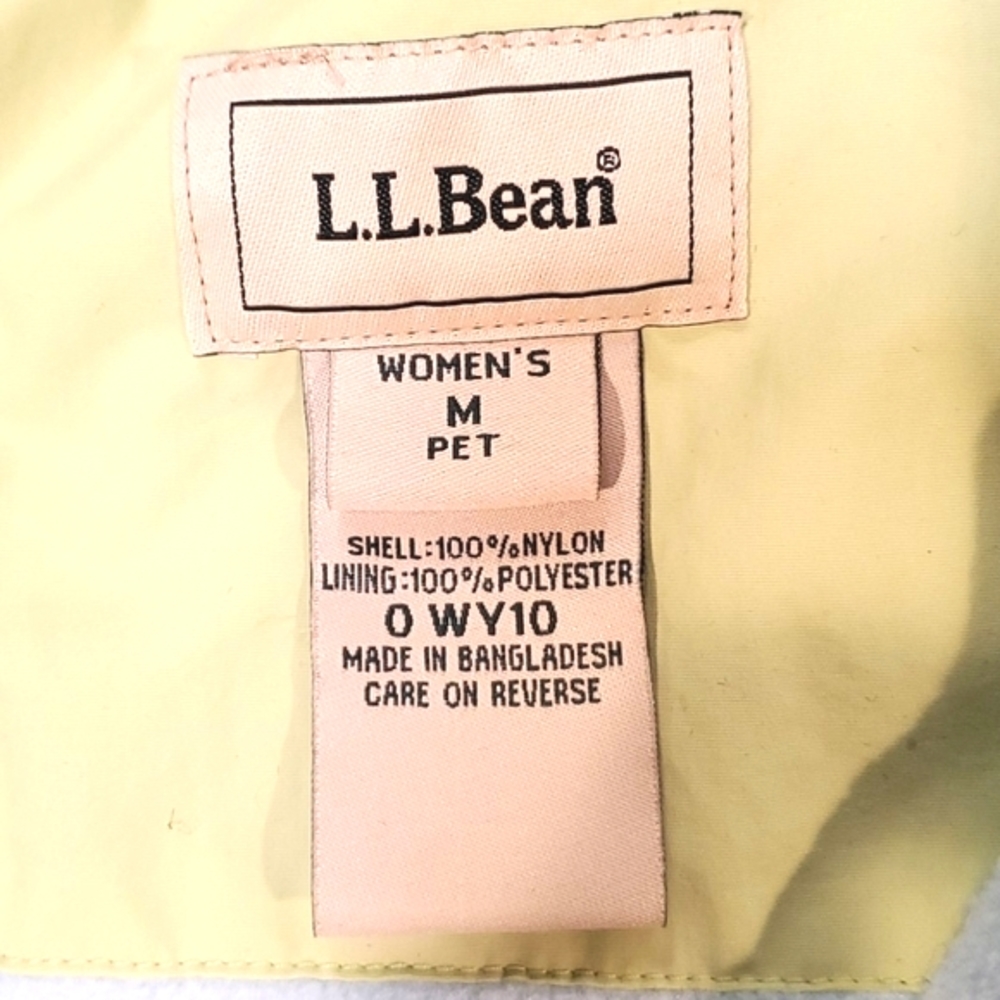 L.L.Bean®
WOMEN'S
M
PET
SHELL:100%NYLON
LINING:100%POLYESTER
0 WY10
MADE IN BANGLADESH
CARE ON REVERSE